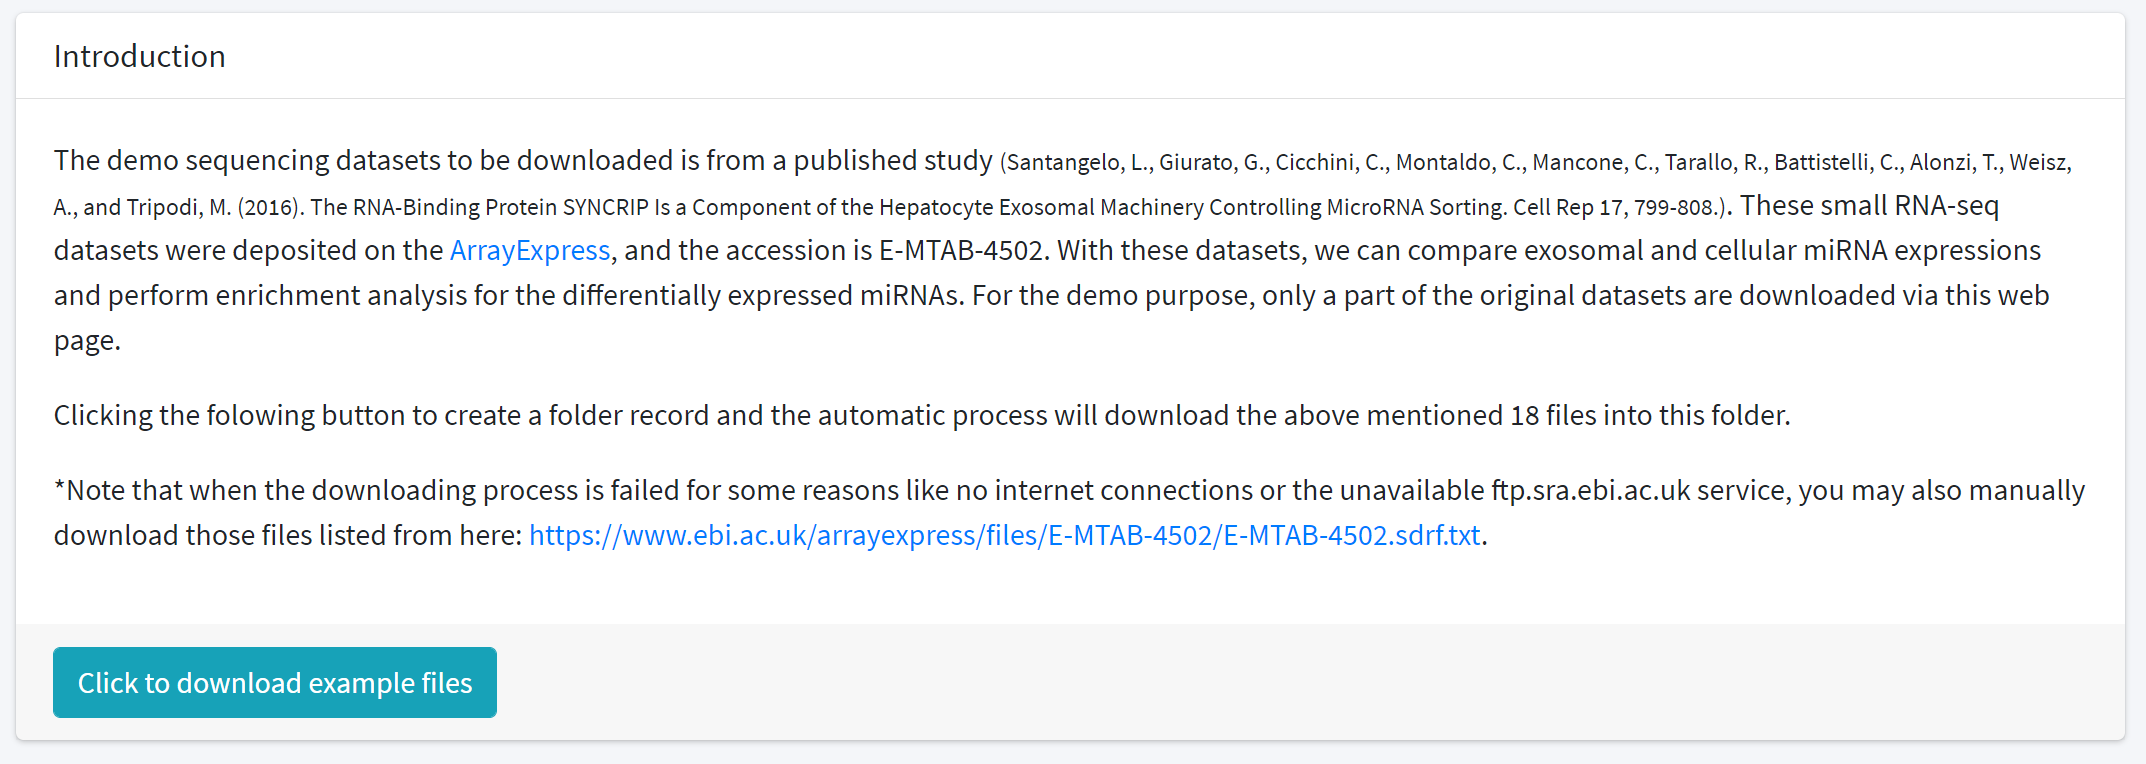 Introduction
The demo sequencing datasets to be downloaded is from a published study (Santangelo, L., Giurato, G., Cicchini, C., Montaldo, C., Mancone, C., Tarallo, R., Battistelli, C., Alonzi, T., Weisz,
A., and Tripodi, M. (2016). The RNA-Binding Protein SYNCRIP Is a Component of the Hepatocyte Exosomal Machinery Controlling MicroRNA Sorting. Cell Rep 17, 799-808.). These small RNA-seq
datasets were deposited on the ArrayExpress, and the accession is E-MTAB-4502. With these datasets, we can compare exosomal and cellular miRNA expressions
and perform enrichment analysis for the differentially expressed miRNAs. For the demo purpose, only a part of the original datasets are downloaded via this web
page.
Clicking the folowing button to create a folder record and the automatic process will download the above mentioned 18 files into this folder.
*Note that when the downloading process is failed for some reasons like no internet connections or the unavailable ftp.sra.ebi.ac.uk service, you may also manually
download those files listed from here: https://www.ebi.ac.uk/arrayexpress/files/E-MTAB-4502/E-MTAB-4502.sdrf.txt.
Click to download example files